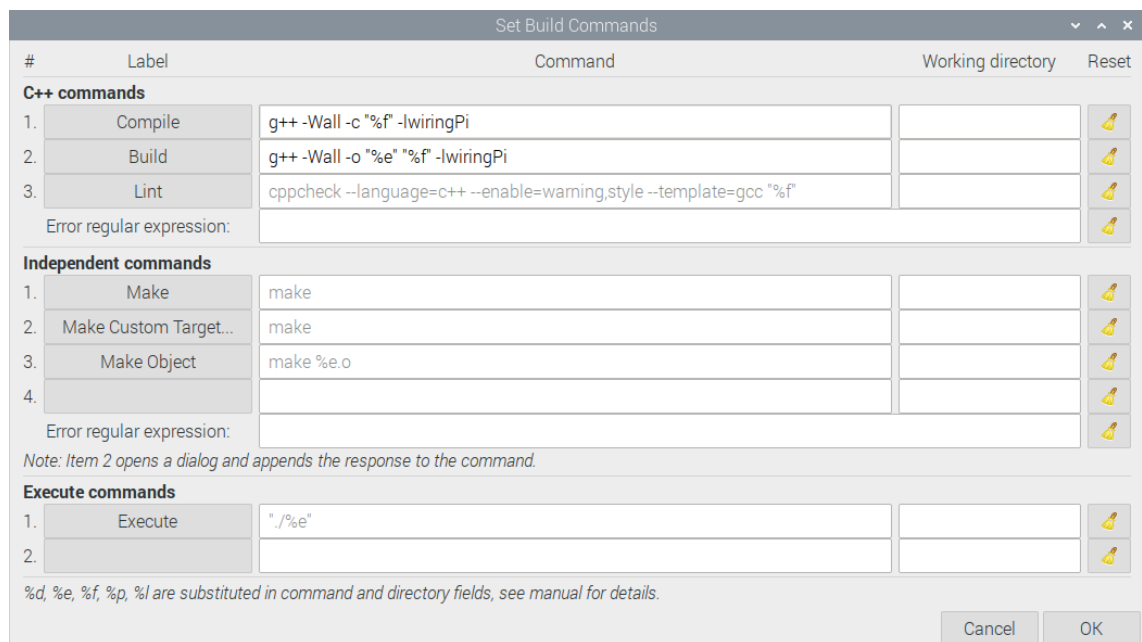 Set Build Commands
# Label Command Working directory Reset
C++ commands
1. Compile g++ -Wall -c "%f" -lwiringPi
2. Build g++ -Wall -o "%e" "%f" -lwiringPi
3. Lint cppcheck --language=c++ --enable=warning,style --template=gcc "%f"
Error regular expression:
Independent commands
1. Make make
2. Make Custom Target... make
3. Make Object make %e.o
4.
Error regular expression:
Note: Item 2 opens a dialog and appends the response to the command.
Execute commands
1. Execute "./%e"
2.
%d, %e, %f, %p, %l are substituted in command and directory fields, see manual for details.
Cancel OK